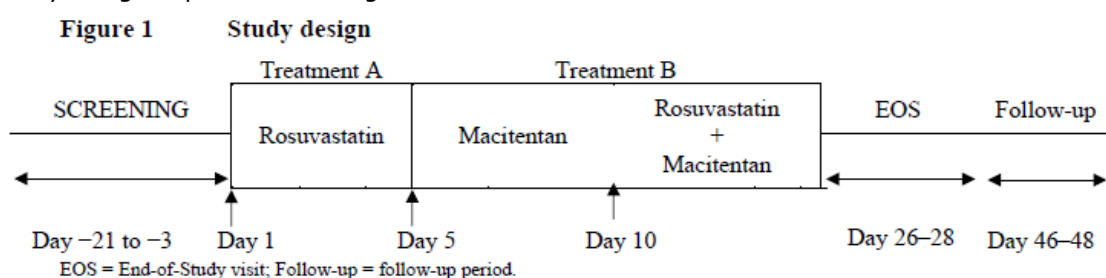 Figure 1 Study design
Treatment A Treatment B
SCREENING Rosuvastatin Macitentan Rosuvastatin
+
Macitentan EOS Follow-up
Day −21 to −3 Day 1 Day 5 Day 10 Day 26–28 Day 46–48
EOS = End-of-Study visit; Follow-up = follow-up period.